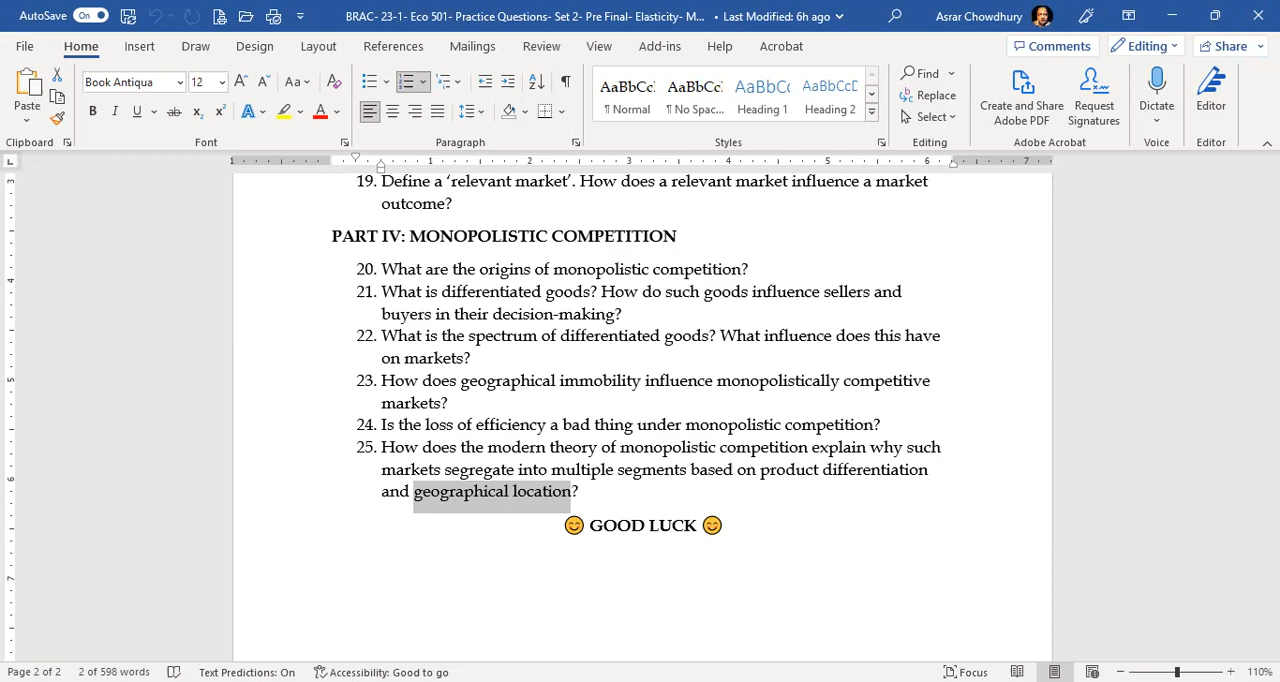 AutoSave On BRAC- 23-1- Eco 501- Practice Questions- Set 2- Pre Final- Elasticity- M... • Last Modified: 6h ago Asrar Chowdhury
File Home Insert Draw Design Layout References Mailings Review View Add-ins Help Acrobat Comments Editing Share
Paste Book Antiqua 12 Aa AaBbCc AaBbCc AaBbCc AaBbCcD Find Replace Select Create and Share Adobe PDF Request Signatures Dictate Editor
¶ Normal ¶ No Spac... Heading 1 Heading 2
Clipboard Font Paragraph Styles Editing Adobe Acrobat Voice Editor
1 1 2 3 4 5 6 7
19. Define a ‘relevant market’. How does a relevant market influence a market
outcome?
PART IV: MONOPOLISTIC COMPETITION
20. What are the origins of monopolistic competition?
21. What is differentiated goods? How do such goods influence sellers and
buyers in their decision-making?
22. What is the spectrum of differentiated goods? What influence does this have
on markets?
23. How does geographical immobility influence monopolistically competitive
markets?
24. Is the loss of efficiency a bad thing under monopolistic competition?
25. How does the modern theory of monopolistic competition explain why such
markets segregate into multiple segments based on product differentiation
and geographical location?
😊 GOOD LUCK 😊
Page 2 of 2 2 of 598 words Text Predictions: On Accessibility: Good to go Focus 110%